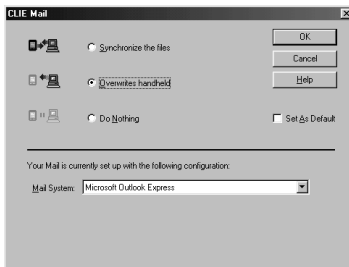 CLIE Mail
Synchronize the files
Overwrites handheld
Do Nothing
OK
Cancel
Help
Set As Default
Your Mail is currently set up with the following configuration:
Mail System: Microsoft Outlook Express